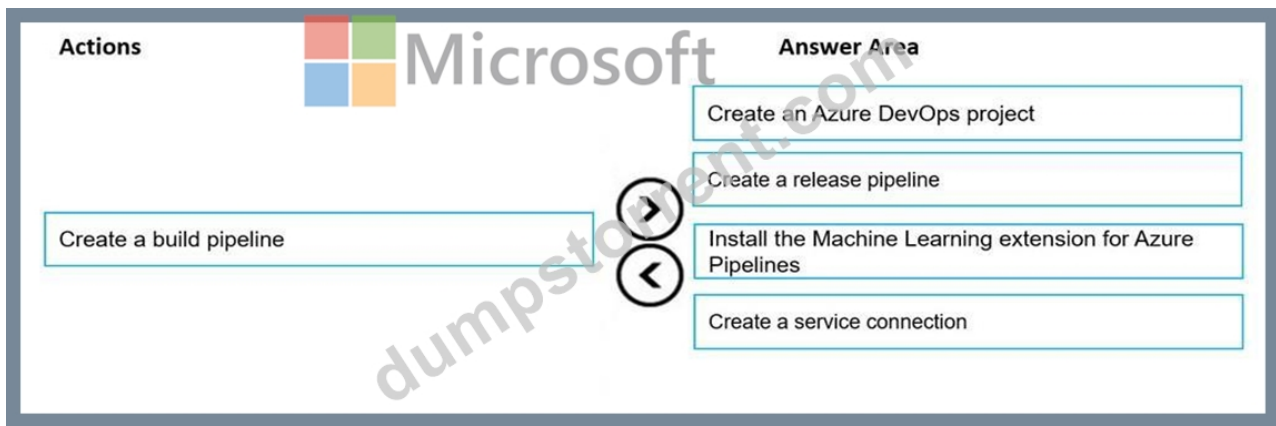 Actions
Microsoft
Answer Area
Create a build pipeline
Create an Azure DevOps project
Create a release pipeline
Install the Machine Learning extension for Azure
Pipelines
Create a service connection
dumpstorrent.com